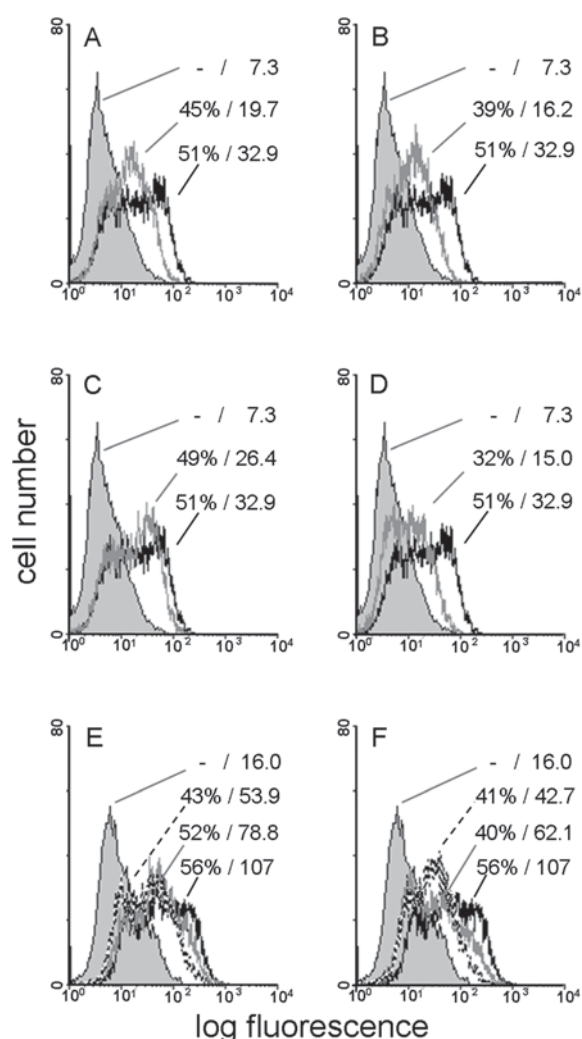 A
80
0
- / 7.3
45% / 19.7
51% / 32.9
10⁰ 10¹ 10² 10³ 10⁴
B
80
0
- / 7.3
39% / 16.2
51% / 32.9
10⁰ 10¹ 10² 10³ 10⁴
C
80
0
- / 7.3
49% / 26.4
51% / 32.9
10⁰ 10¹ 10² 10³ 10⁴
D
80
0
- / 7.3
32% / 15.0
51% / 32.9
10⁰ 10¹ 10² 10³ 10⁴
cell number
E
80
0
- / 16.0
43% / 53.9
52% / 78.8
56% / 107
10⁰ 10¹ 10² 10³ 10⁴
F
80
0
- / 16.0
41% / 42.7
40% / 62.1
56% / 107
10⁰ 10¹ 10² 10³ 10⁴
log fluorescence